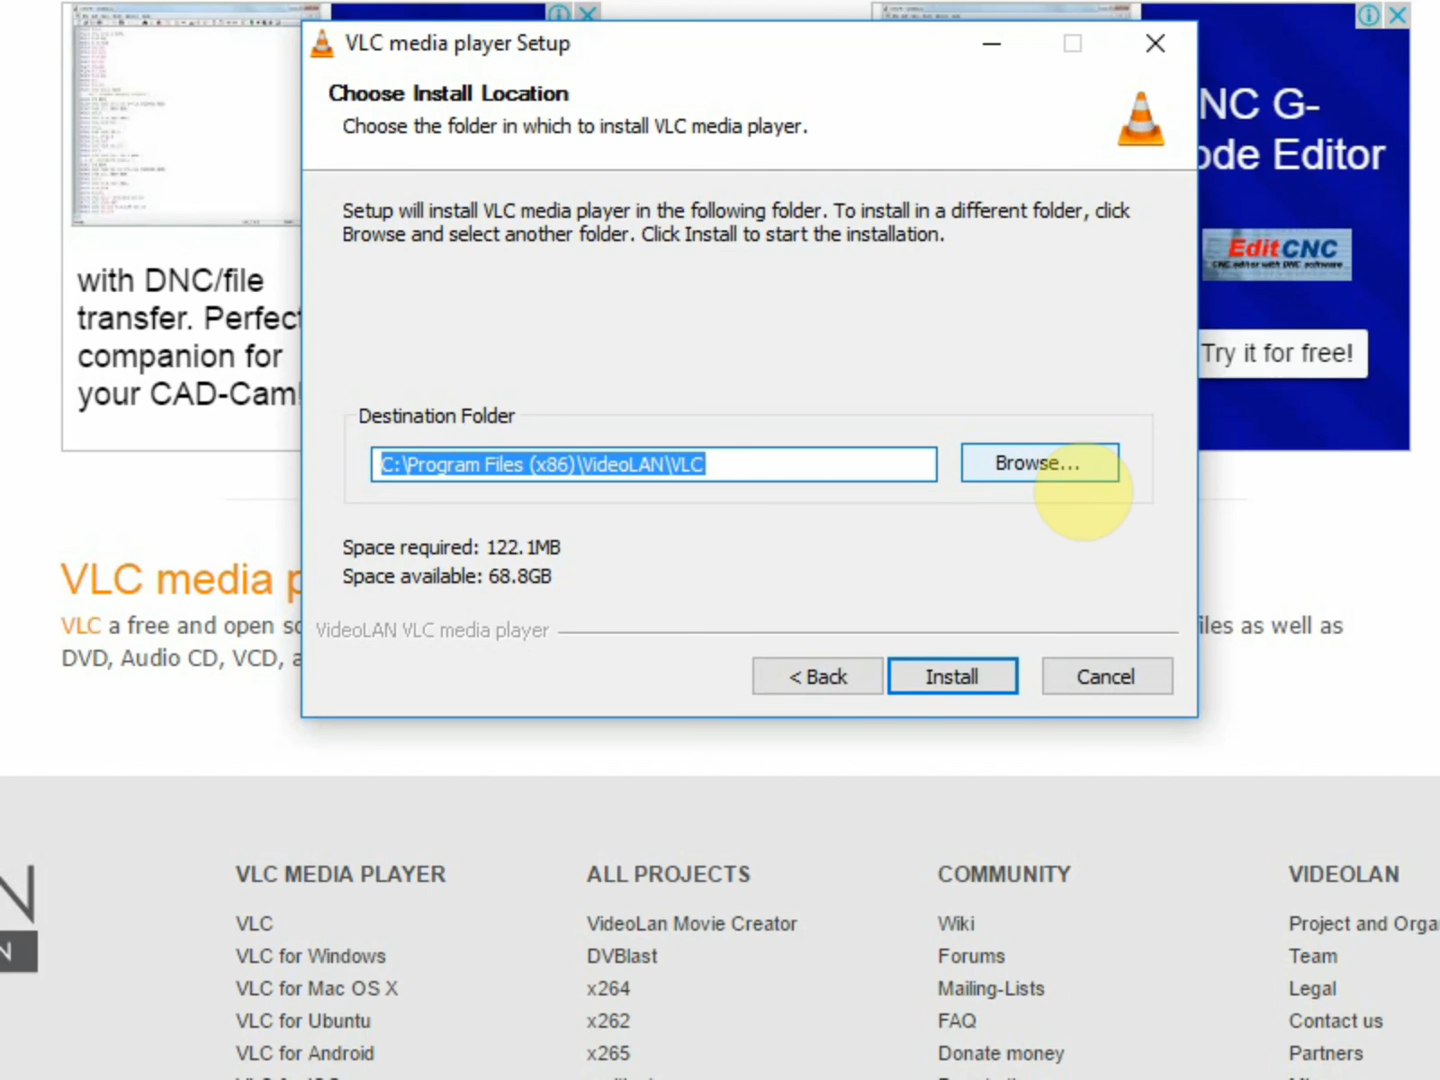 VLC media player Setup
Choose Install Location
Choose the folder in which to install VLC media player.
Setup will install VLC media player in the following folder. To install in a different folder, click
Browse and select another folder. Click Install to start the installation.
Destination Folder
C:\Program Files (x86)\VideoLAN\VLC
Browse...
Space required: 122.1MB
Space available: 68.8GB
VideoLAN VLC media player
< Back
Install
Cancel
with DNC/file
transfer. Perfect
companion for
your CAD-Cam!
NC G-
ode Editor
EditCNC
CNC editor with DNC software
Try it for free!
VLC media p
VLC a free and open so
iles as well as
DVD, Audio CD, VCD, a
N
N
VLC MEDIA PLAYER
VLC
VLC for Windows
VLC for Mac OS X
VLC for Ubuntu
VLC for Android
ALL PROJECTS
VideoLan Movie Creator
DVBlast
x264
x262
x265
COMMUNITY
Wiki
Forums
Mailing-Lists
FAQ
Donate money
VIDEOLAN
Project and Orga
Team
Legal
Contact us
Partners